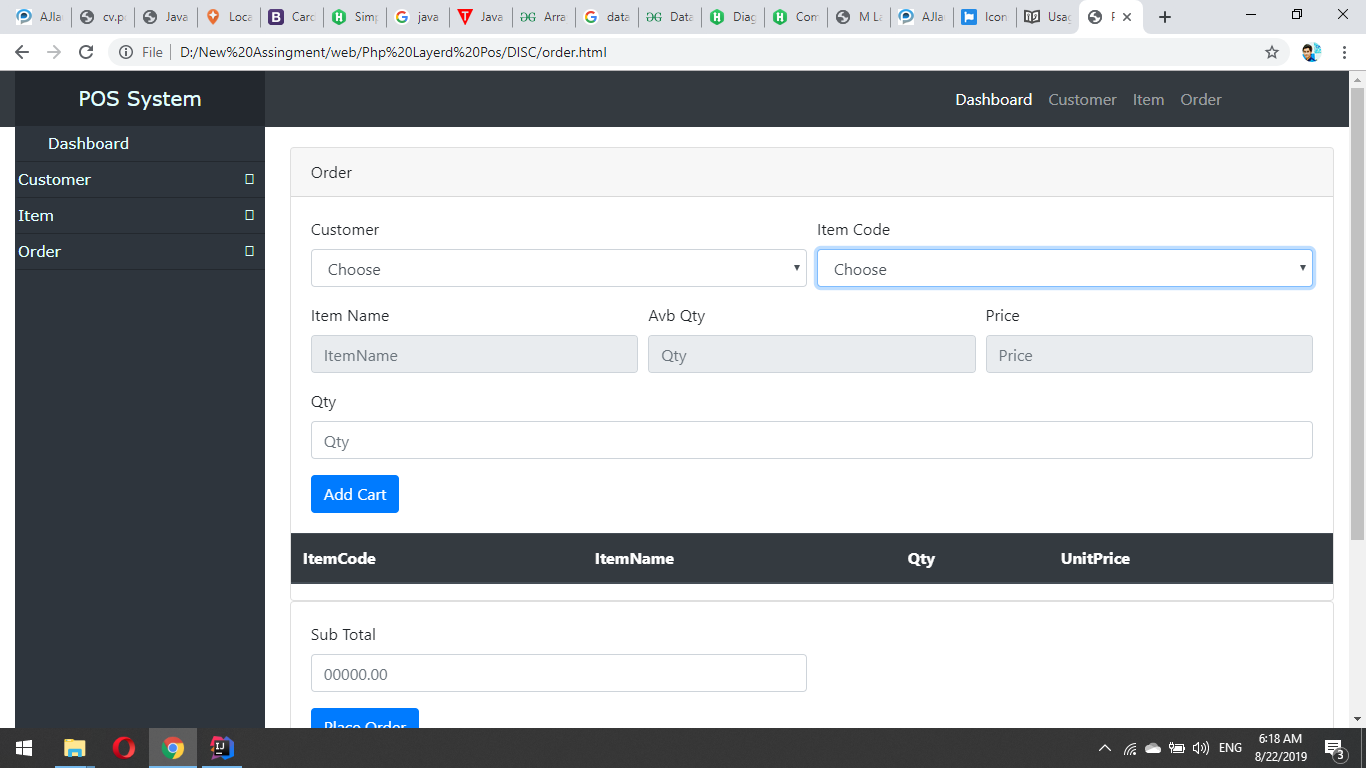 AJla
cv.p
Java
Loca
Card
Simp
java
Java
Arra
data
Data
Diag
Com
M La
AJla
Icon
Usag
File D:/New%20Assingment/web/Php%20Layerd%20Pos/DISC/order.html
POS System
Dashboard Customer Item Order
Dashboard
Customer
Item
Order
Order
Customer Item Code
Choose Choose
Item Name Avb Qty Price
ItemName Qty Price
Qty
Qty
Add Cart
ItemCode ItemName Qty UnitPrice
Sub Total
00000.00
Place Order
ENG
6:18 AM
8/22/2019
3